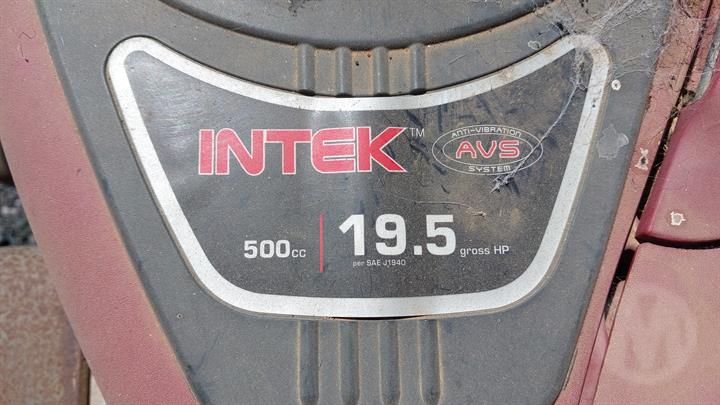 INTEK™
ANTI-VIBRATION
AVS
SYSTEM
500cc
19.5 gross HP
per SAE J1940
M